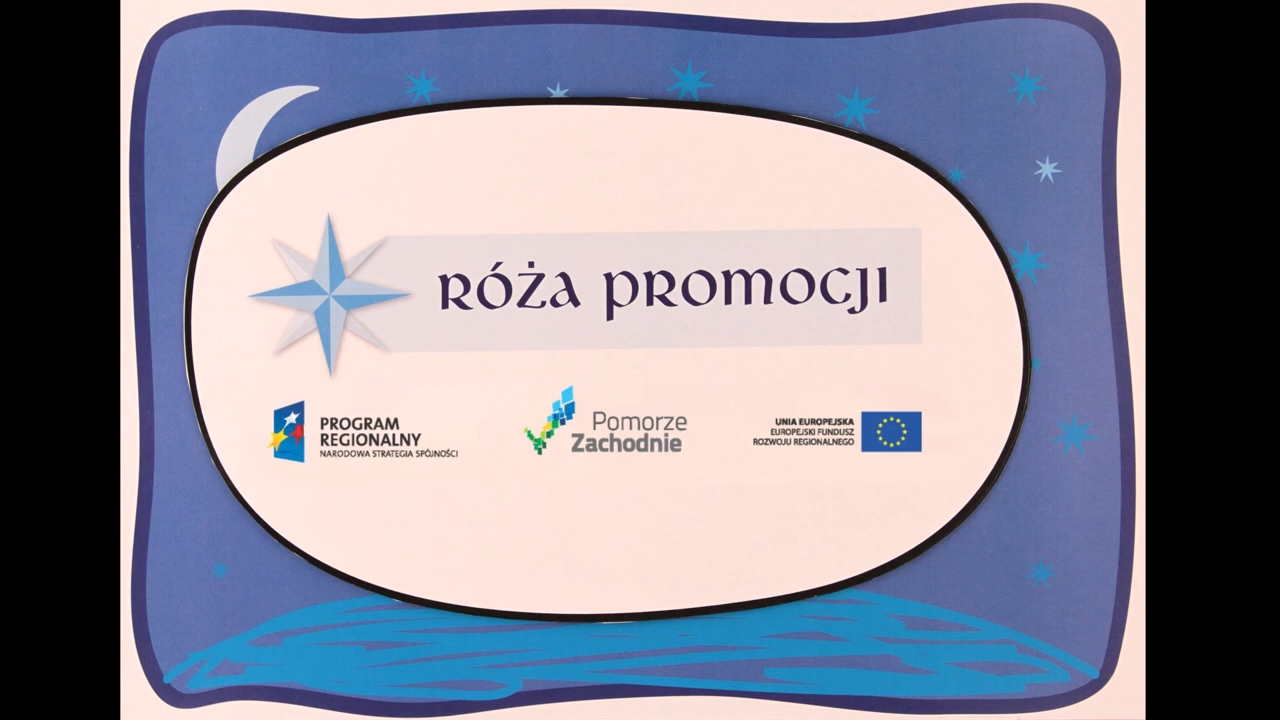 RÓŻA PROMOCJI
PROGRAM
REGIONALNY
NARODOWA STRATEGIA SPÓJNOŚCI
Pomorze
Zachodnie
UNIA EUROPEJSKA
EUROPEJSKI FUNDUSZ
ROZWOJU REGIONALNEGO